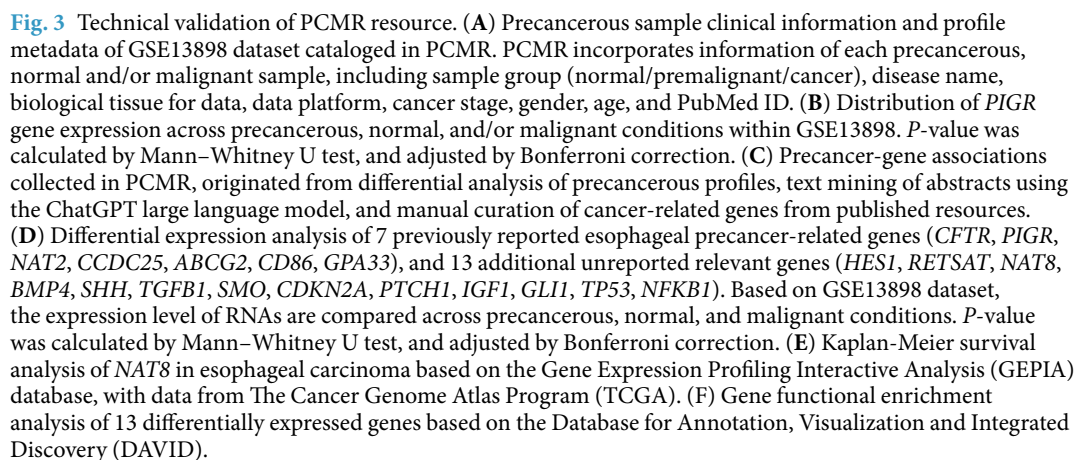 Fig. 3 Technical validation of PCMR resource. (A) Precancerous sample clinical information and profile
metadata of GSE13898 dataset cataloged in PCMR. PCMR incorporates information of each precancerous,
normal and/or malignant sample, including sample group (normal/premalignant/cancer), disease name,
biological tissue for data, data platform, cancer stage, gender, age, and PubMed ID. (B) Distribution of PIGR
gene expression across precancerous, normal, and/or malignant conditions within GSE13898. P-value was
calculated by Mann–Whitney U test, and adjusted by Bonferroni correction. (C) Precancer-gene associations
collected in PCMR, originated from differential analysis of precancerous profiles, text mining of abstracts using
the ChatGPT large language model, and manual curation of cancer-related genes from published resources.
(D) Differential expression analysis of 7 previously reported esophageal precancer-related genes (CFTR, PIGR,
NAT2, CCDC25, ABCG2, CD86, GPA33), and 13 additional unreported relevant genes (HES1, RETSAT, NAT8,
BMP4, SHH, TGFB1, SMO, CDKN2A, PTCH1, IGF1, GLI1, TP53, NFKB1). Based on GSE13898 dataset,
the expression level of RNAs are compared across precancerous, normal, and malignant conditions. P-value
was calculated by Mann–Whitney U test, and adjusted by Bonferroni correction. (E) Kaplan-Meier survival
analysis of NAT8 in esophageal carcinoma based on the Gene Expression Profiling Interactive Analysis (GEPIA)
database, with data from The Cancer Genome Atlas Program (TCGA). (F) Gene functional enrichment
analysis of 13 differentially expressed genes based on the Database for Annotation, Visualization and Integrated
Discovery (DAVID).